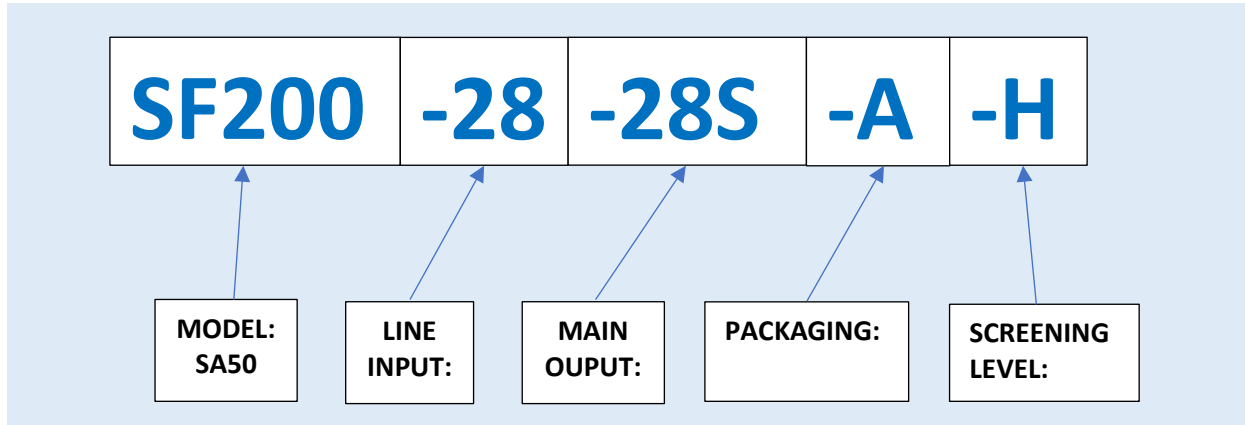 SF200 -28 -28S -A -H
MODEL:
SA50
LINE
INPUT:
MAIN
OUPUT:
PACKAGING:
SCREENING
LEVEL: